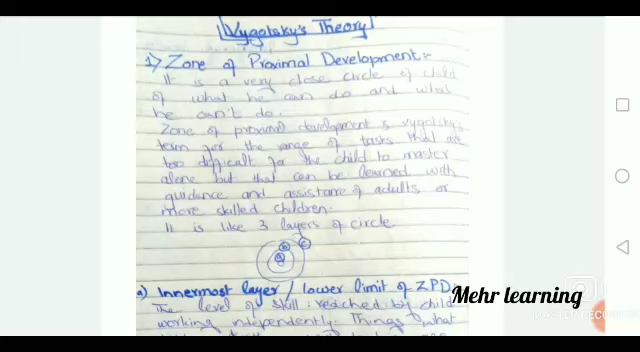 Vygotsky's Theory
1) Zone of Proximal Development:-
It is a very close circle of child
of what he can do and what
he can't do.
Zone of proximal development is vygotsky's
term for the range of tasks that are
too difficult for the child to master
alone but that can be learned with
guidance and assistance of adults or
more skilled children.
It is like 3 layers of circle
a b c
a) Innermost layer / lower limit of ZPD
Mehr learning
The level of skill reached by child
working independently. Things what